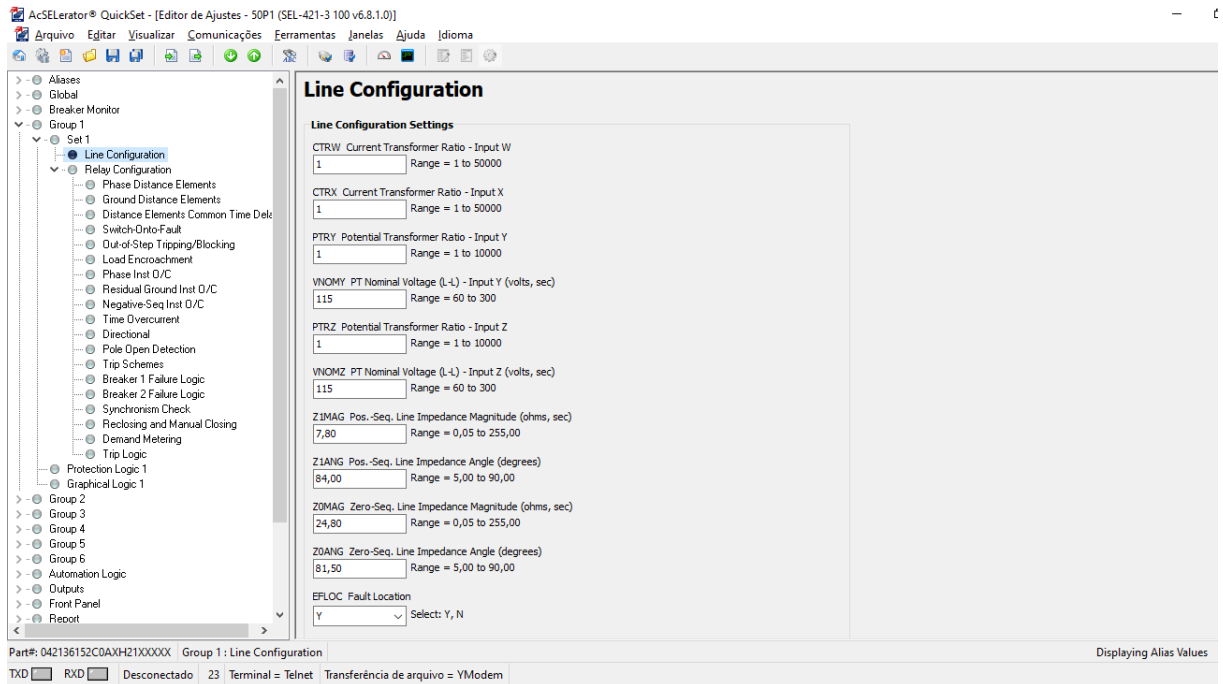 AcSELerator® QuickSet - [Editor de Ajustes - 50P1 (SEL-421-3 100 v6.8.1.0)]
Arquivo Egitar Visualizar Comunicações Ferramentas Janelas Ajuda Idioma
Aliases
Global
Breaker Monitor
Group 1
Set 1
Line Configuration
Relay Configuration
Phase Distance Elements
Ground Distance Elements
Distance Elements Common Time Dela
Switch-Onto-Fault
Out-of-Step Tripping/Blocking
Load Encroachment
Phase Inst O/C
Residual Ground Inst O/C
Negative-Seq Inst O/C
Time Overcurrent
Directional
Pole Open Detection
Trip Schemes
Breaker 1 Failure Logic
Breaker 2 Failure Logic
Synchronism Check
Reclosing and Manual Closing
Demand Metering
Trip Logic
Protection Logic 1
Graphical Logic 1
Group 2
Group 3
Group 4
Group 5
Group 6
Automation Logic
Outputs
Front Panel
Report
Line Configuration
Line Configuration Settings
CTRW Current Transformer Ratio - Input W
1 Range = 1 to 50000
CTRX Current Transformer Ratio - Input X
1 Range = 1 to 50000
PTRY Potential Transformer Ratio - Input Y
1 Range = 1 to 10000
VNOMY PT Nominal Voltage (L-L) - Input Y (volts, sec)
115 Range = 60 to 300
PTRZ Potential Transformer Ratio - Input Z
1 Range = 1 to 10000
VNOMZ PT Nominal Voltage (L-L) - Input Z (volts, sec)
115 Range = 60 to 300
Z1MAG Pos.-Seq. Line Impedance Magnitude (ohms, sec)
7,80 Range = 0,05 to 255,00
Z1ANG Pos.-Seq. Line Impedance Angle (degrees)
84,00 Range = 5,00 to 90,00
Z0MAG Zero-Seq. Line Impedance Magnitude (ohms, sec)
24,80 Range = 0,05 to 255,00
Z0ANG Zero-Seq. Line Impedance Angle (degrees)
81,50 Range = 5,00 to 90,00
EFLOC Fault Location
Y Select: Y, N
Part#: 042136152C0AXH21XXXXX Group 1 : Line Configuration Displaying Alias Values
TXD RXD Desconectado 23 Terminal = Telnet Transferência de arquivo = YModem